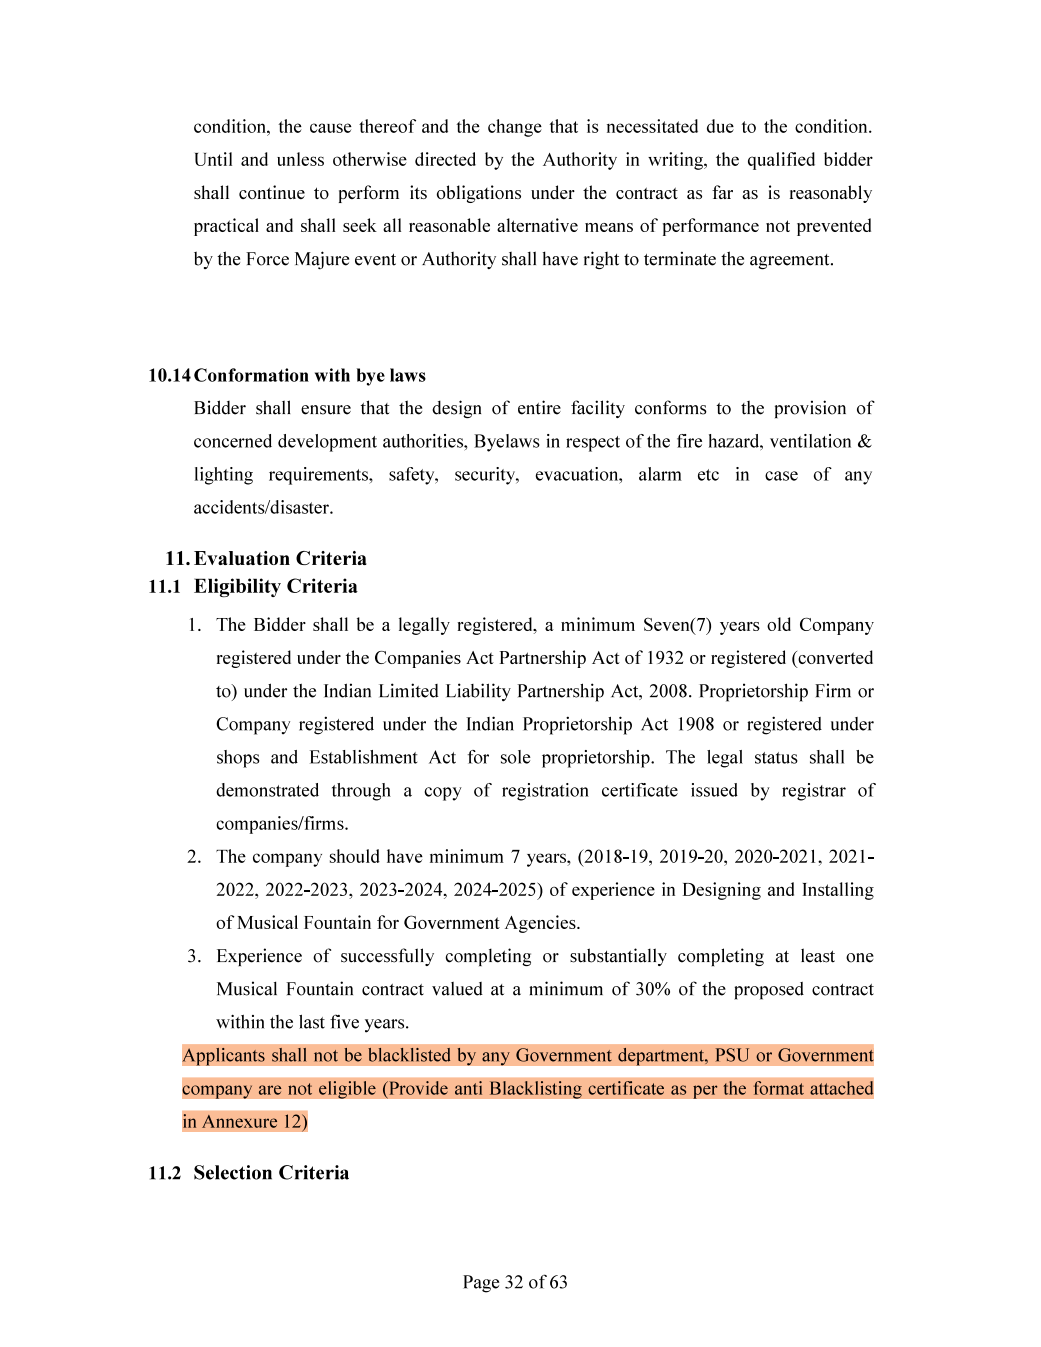 condition, the cause thereof and the change that is necessitated due to the condition.
Until and unless otherwise directed by the Authority in writing, the qualified bidder
shall continue to perform its obligations under the contract as far as is reasonably
practical and shall seek all reasonable alternative means of performance not prevented
by the Force Majure event or Authority shall have right to terminate the agreement.
10.14 Conformation with bye laws
Bidder shall ensure that the design of entire facility conforms to the provision of
concerned development authorities, Byelaws in respect of the fire hazard, ventilation &
lighting requirements, safety, security, evacuation, alarm etc in case of any
accidents/disaster.
11. Evaluation Criteria
11.1 Eligibility Criteria
1. The Bidder shall be a legally registered, a minimum Seven(7) years old Company
registered under the Companies Act Partnership Act of 1932 or registered (converted
to) under the Indian Limited Liability Partnership Act, 2008. Proprietorship Firm or
Company registered under the Indian Proprietorship Act 1908 or registered under
shops and Establishment Act for sole proprietorship. The legal status shall be
demonstrated through a copy of registration certificate issued by registrar of
companies/firms.
2. The company should have minimum 7 years, (2018-19, 2019-20, 2020-2021, 2021-
2022, 2022-2023, 2023-2024, 2024-2025) of experience in Designing and Installing
of Musical Fountain for Government Agencies.
3. Experience of successfully completing or substantially completing at least one
Musical Fountain contract valued at a minimum of 30% of the proposed contract
within the last five years.
Applicants shall not be blacklisted by any Government department, PSU or Government
company are not eligible (Provide anti Blacklisting certificate as per the format attached
in Annexure 12)
11.2 Selection Criteria
Page 32 of 63